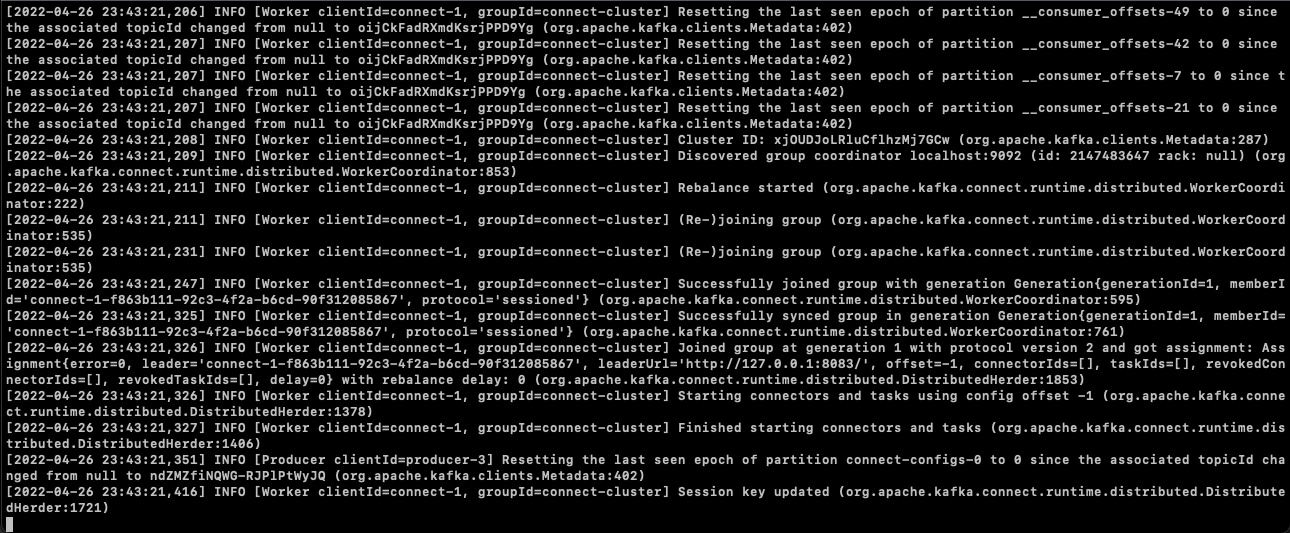 [2022-04-26 23:43:21,206] INFO [Worker clientId=connect-1, groupId=connect-cluster] Resetting the last seen epoch of partition __consumer_offsets-49 to 0 since
the associated topicId changed from null to oijCkFadRXmdKsrjPPD9Yg (org.apache.kafka.clients.Metadata:402)
[2022-04-26 23:43:21,207] INFO [Worker clientId=connect-1, groupId=connect-cluster] Resetting the last seen epoch of partition __consumer_offsets-42 to 0 since
the associated topicId changed from null to oijCkFadRXmdKsrjPPD9Yg (org.apache.kafka.clients.Metadata:402)
[2022-04-26 23:43:21,207] INFO [Worker clientId=connect-1, groupId=connect-cluster] Resetting the last seen epoch of partition __consumer_offsets-7 to 0 since t
he associated topicId changed from null to oijCkFadRXmdKsrjPPD9Yg (org.apache.kafka.clients.Metadata:402)
[2022-04-26 23:43:21,207] INFO [Worker clientId=connect-1, groupId=connect-cluster] Resetting the last seen epoch of partition __consumer_offsets-21 to 0 since
the associated topicId changed from null to oijCkFadRXmdKsrjPPD9Yg (org.apache.kafka.clients.Metadata:402)
[2022-04-26 23:43:21,208] INFO [Worker clientId=connect-1, groupId=connect-cluster] Cluster ID: xjOUDJoLRluCflhzMj7GCw (org.apache.kafka.clients.Metadata:287)
[2022-04-26 23:43:21,209] INFO [Worker clientId=connect-1, groupId=connect-cluster] Discovered group coordinator localhost:9092 (id: 2147483647 rack: null) (org
.apache.kafka.connect.runtime.distributed.WorkerCoordinator:853)
[2022-04-26 23:43:21,211] INFO [Worker clientId=connect-1, groupId=connect-cluster] Rebalance started (org.apache.kafka.connect.runtime.distributed.WorkerCoordi
nator:222)
[2022-04-26 23:43:21,211] INFO [Worker clientId=connect-1, groupId=connect-cluster] (Re-)joining group (org.apache.kafka.connect.runtime.distributed.WorkerCoord
inator:535)
[2022-04-26 23:43:21,231] INFO [Worker clientId=connect-1, groupId=connect-cluster] (Re-)joining group (org.apache.kafka.connect.runtime.distributed.WorkerCoord
inator:535)
[2022-04-26 23:43:21,247] INFO [Worker clientId=connect-1, groupId=connect-cluster] Successfully joined group with generation Generation{generationId=1, memberI
d='connect-1-f863b111-92c3-4f2a-b6cd-90f312085867', protocol='sessioned'} (org.apache.kafka.connect.runtime.distributed.WorkerCoordinator:595)
[2022-04-26 23:43:21,325] INFO [Worker clientId=connect-1, groupId=connect-cluster] Successfully synced group in generation Generation{generationId=1, memberId=
'connect-1-f863b111-92c3-4f2a-b6cd-90f312085867', protocol='sessioned'} (org.apache.kafka.connect.runtime.distributed.WorkerCoordinator:761)
[2022-04-26 23:43:21,326] INFO [Worker clientId=connect-1, groupId=connect-cluster] Joined group at generation 1 with protocol version 2 and got assignment: Ass
ignment{error=0, leader='connect-1-f863b111-92c3-4f2a-b6cd-90f312085867', leaderUrl='http://127.0.0.1:8083/', offset=-1, connectorIds=[], taskIds=[], revokedCon
nectorIds=[], revokedTaskIds=[], delay=0} with rebalance delay: 0 (org.apache.kafka.connect.runtime.distributed.DistributedHerder:1853)
[2022-04-26 23:43:21,326] INFO [Worker clientId=connect-1, groupId=connect-cluster] Starting connectors and tasks using config offset -1 (org.apache.kafka.conne
ct.runtime.distributed.DistributedHerder:1378)
[2022-04-26 23:43:21,327] INFO [Worker clientId=connect-1, groupId=connect-cluster] Finished starting connectors and tasks (org.apache.kafka.connect.runtime.dis
tributed.DistributedHerder:1406)
[2022-04-26 23:43:21,351] INFO [Producer clientId=producer-3] Resetting the last seen epoch of partition connect-configs-0 to 0 since the associated topicId cha
nged from null to ndZMZfiNQWG-RJPlPtWyJQ (org.apache.kafka.clients.Metadata:402)
[2022-04-26 23:43:21,416] INFO [Worker clientId=connect-1, groupId=connect-cluster] Session key updated (org.apache.kafka.connect.runtime.distributed.Distribute
dHerder:1721)